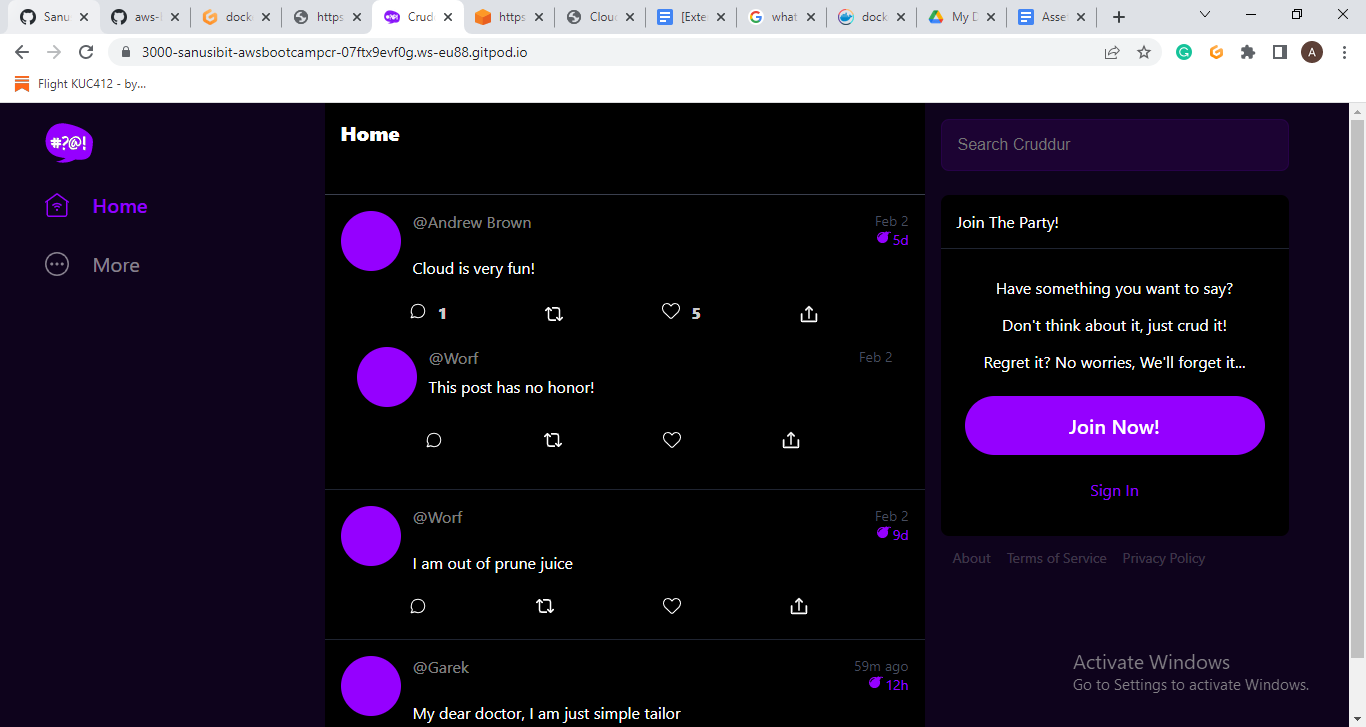 Sanu
aws-
dock
https
Crud
https
Clouc
[Exte
what
dock
My D
Asse
3000-sanusibit-awsbootcampcr-07ftx9evf0g.ws-eu88.gitpod.io
A
Flight KUC412 - by...
#?@!
Home
More
Home
@Andrew Brown
Feb 2
5d
Cloud is very fun!
1
5
@Worf
Feb 2
This post has no honor!
@Worf
Feb 2
9d
I am out of prune juice
@Garek
59m ago
12h
My dear doctor, I am just simple tailor
Search Cruddur
Join The Party!
Have something you want to say?
Don't think about it, just crud it!
Regret it? No worries, We'll forget it...
Join Now!
Sign In
About Terms of Service Privacy Policy
Activate Windows
Go to Settings to activate Windows.